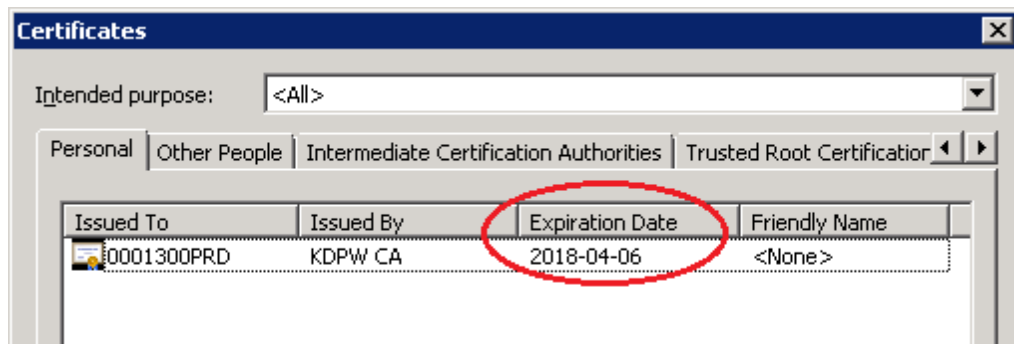 Certificates
Intended purpose: <All>
Personal Other People Intermediate Certification Authorities Trusted Root Certification
Issued To Issued By Expiration Date Friendly Name
0001300PRD KDPW CA 2018-04-06 <None>